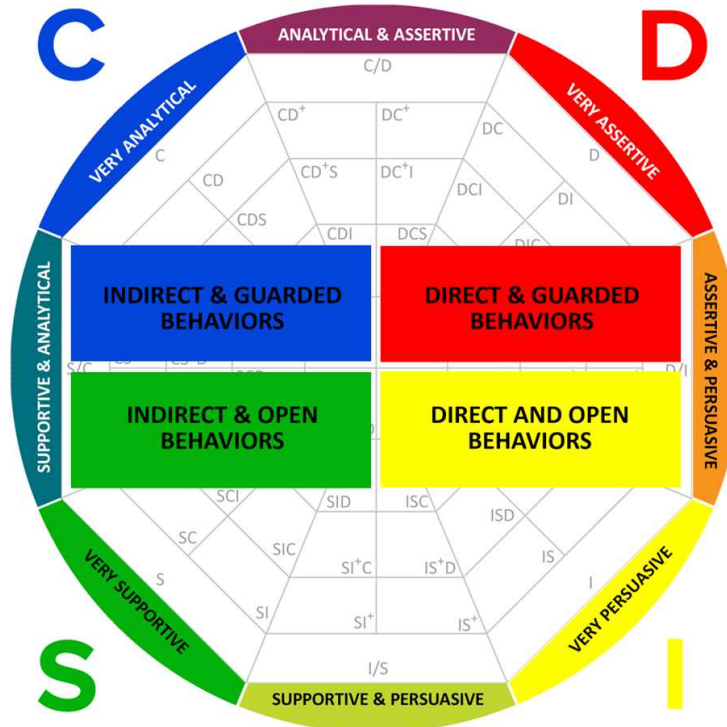 C
D
ANALYTICAL & ASSERTIVE
VERY ANALYTICAL
VERY ASSERTIVE
C/D
CD+
DC+
DC
C
D
CD
CD+S
DC+I
DCI
DI
CDS
CDI
DCS
DIC
INDIRECT & GUARDED
BEHAVIORS
DIRECT & GUARDED
BEHAVIORS
SUPPORTIVE & ANALYTICAL
ASSERTIVE & PERSUASIVE
S/C
D/I
INDIRECT & OPEN
BEHAVIORS
DIRECT AND OPEN
BEHAVIORS
SCI
SID
ISC
ISD
SC
SIC
IS
S
SI+C
IS+D
I
SI
SI+
IS+
VERY SUPPORTIVE
VERY PERSUASIVE
I/S
SUPPORTIVE & PERSUASIVE
S
I